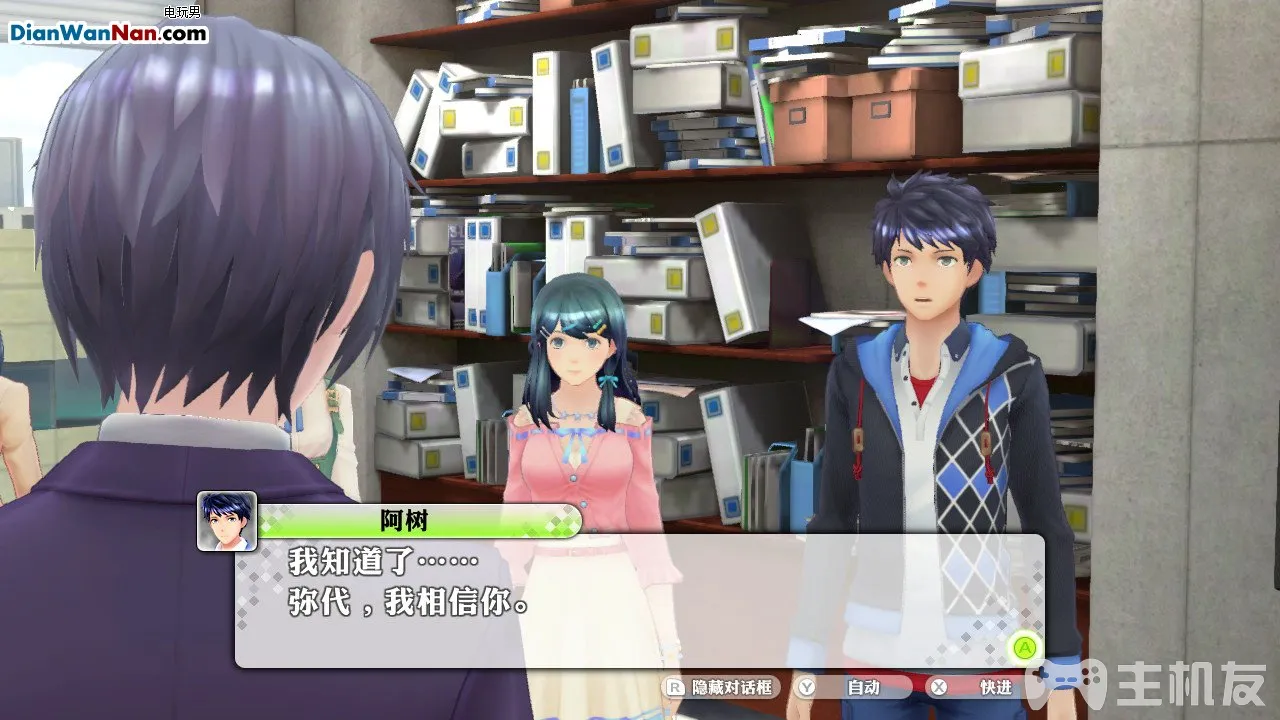 电玩男
DianWanNan.com
阿树
我知道了……
弥代，我相信你。
A
R 隐藏对话框 Y 自动 X 快进
主机友